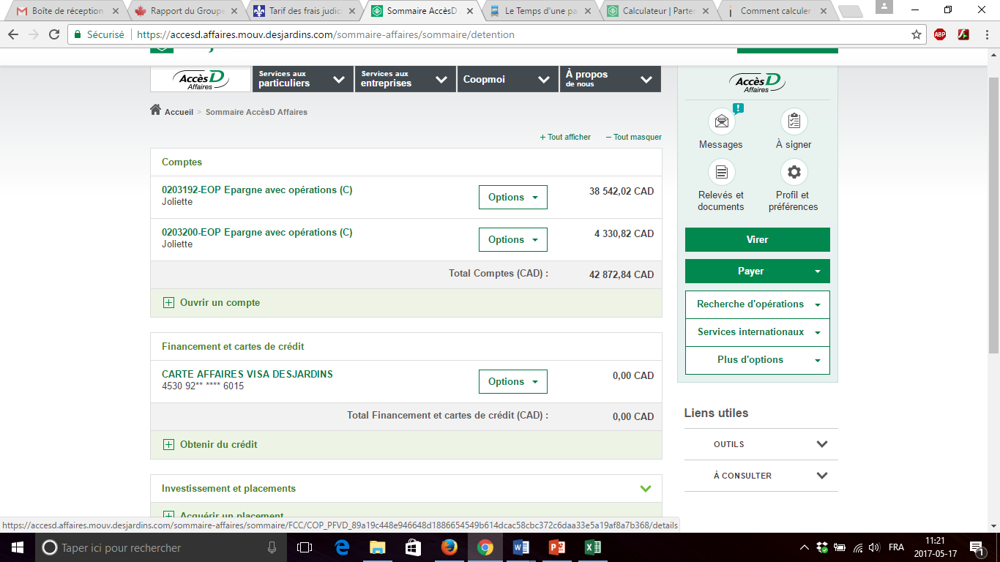 Boîte de réception
Rapport du Groupe
Tarif des frais judic
Sommaire AccèsD
Le Temps d'une pa
Calculateur | Parten
Comment calculer
Sécurisé
https://accesd.affaires.mouv.desjardins.com/sommaire-affaires/sommaire/detention
ABP
AccèsD
Affaires
Services aux
particuliers
Services aux
entreprises
Coopmoi
À propos
de nous
Accueil > Sommaire AccèsD Affaires
+ Tout afficher
− Tout masquer
Comptes
0203192-EOP Epargne avec opérations (C)
Joliette
Options
38 542,02 CAD
0203200-EOP Epargne avec opérations (C)
Joliette
Options
4 330,82 CAD
Total Comptes (CAD) :
42 872,84 CAD
Ouvrir un compte
Financement et cartes de crédit
CARTE AFFAIRES VISA DESJARDINS
4530 92** **** 6015
Options
0,00 CAD
Total Financement et cartes de crédit (CAD) :
0,00 CAD
Obtenir du crédit
Investissement et placements
Acquérir un placement
AccèsD
Affaires
Messages
À signer
Relevés et
documents
Profil et
préférences
Virer
Payer
Recherche d'opérations
Services internationaux
Plus d'options
Liens utiles
OUTILS
À CONSULTER
https://accesd.affaires.mouv.desjardins.com/sommaire-affaires/sommaire/FCC/COP_PFVD_89a19c448e946648d1886654549b614dcac58cbc372c6daa33e5a19af8a7b368/details
Taper ici pour rechercher
FRA
11:21
2017-05-17
1